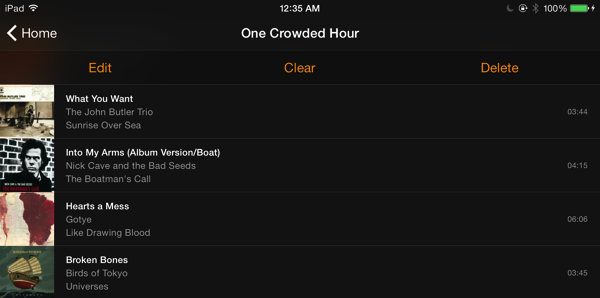 iPad 12:35 AM 100%
Home One Crowded Hour
Edit Clear Delete
What You Want
The John Butler Trio
Sunrise Over Sea
03:44
Into My Arms (Album Version/Boat)
Nick Cave and the Bad Seeds
The Boatman's Call
04:15
Hearts a Mess
Gotye
Like Drawing Blood
06:06
Broken Bones
Birds of Tokyo
Universes
03:45